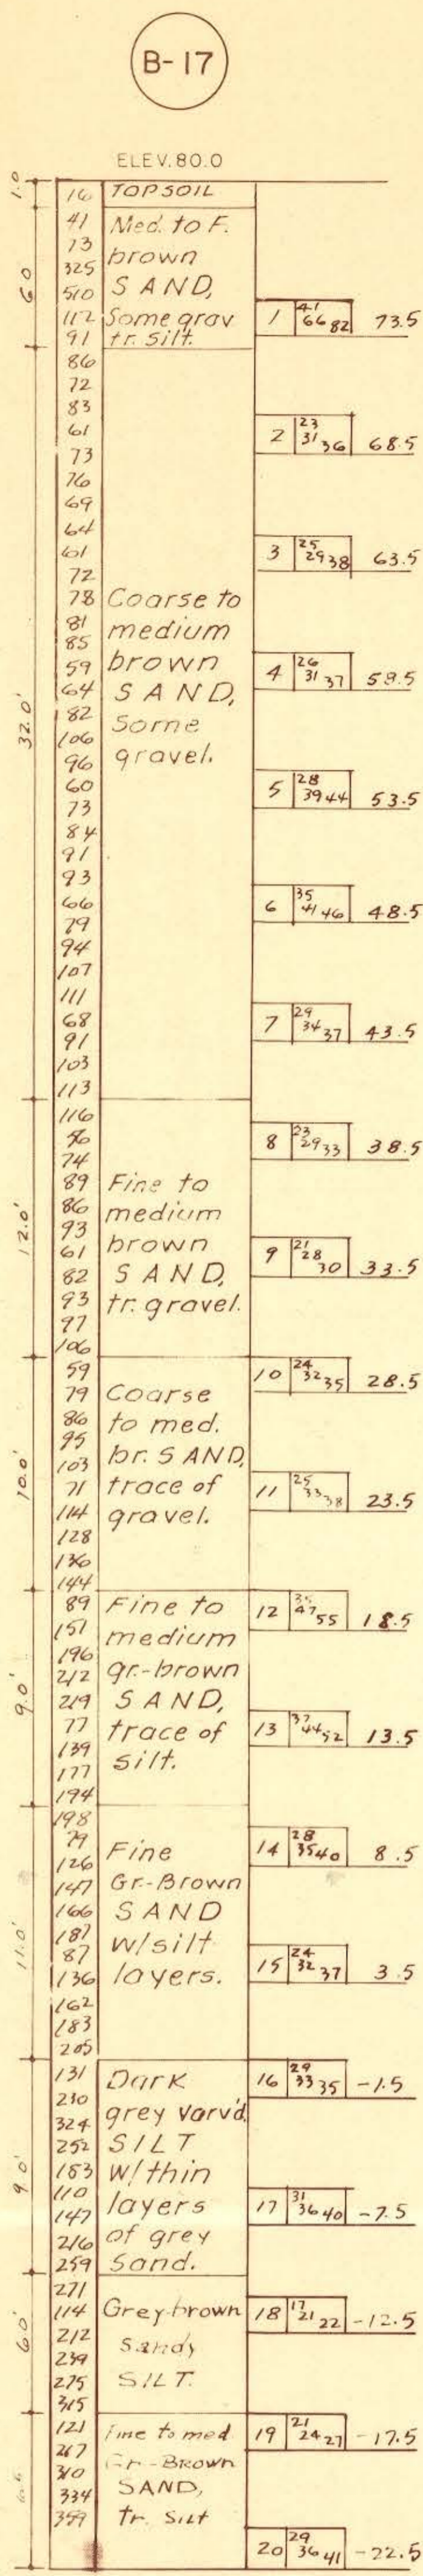 B-17
ELEV. 80.0
1.0
16 TOPSOIL
6.0
41 Med. to F.
73 brown
325
510 SAND,
112 Some grav
91 tr. silt.
1 41 66 82 73.5
32.0'
86
72
83
61
73
2 23 31 36 68.5
76
69
64
61
72
3 25 29 38 63.5
78 Coarse to
81 medium
85
59 brown
64 SAND,
4 26 31 37 58.5
82 Some
106
96 gravel.
60
73
5 28 39 44 53.5
84
91
93
66
79
6 35 41 46 48.5
94
107
111
68
91
7 29 34 37 43.5
103
113
12.0'
116
56
74
8 23 29 33 38.5
89 Fine to
86 medium
93
61 brown
82 SAND,
9 21 28 30 33.5
93 tr. gravel.
97
106
10.0'
59
79 Coarse
10 24 32 35 28.5
86 to med.
95
103 br. SAND,
71 trace of
114 gravel.
11 25 33 38 23.5
128
136
144
9.0'
89 Fine to
157 medium
12 35 47 55 18.5
196
212 gr.-brown
219 SAND,
77 trace of
139
13 37 44 52 13.5
177 silt.
194
11.0'
198
79
126 Fine
14 28 35 40 8.5
147 Gr.-Brown
166 SAND
187
87 w/silt
136 layers.
15 24 32 37 3.5
162
183
205
9.0'
131 Dark
16 29 33 35 -1.5
230 grey varv'd
324
252 SILT
183 w/thin
110
147 layers
17 31 36 40 -7.5
216 of grey
259 Sand.
6.0'
271
114 Grey-brown
18 17 21 22 -12.5
212
239 Sandy
275 SILT.
315
121 Fine to med
19 21 24 27 -17.5
267
310 Gr-BROWN
334 SAND,
359 tr. SILT
20 29 36 41 -22.5